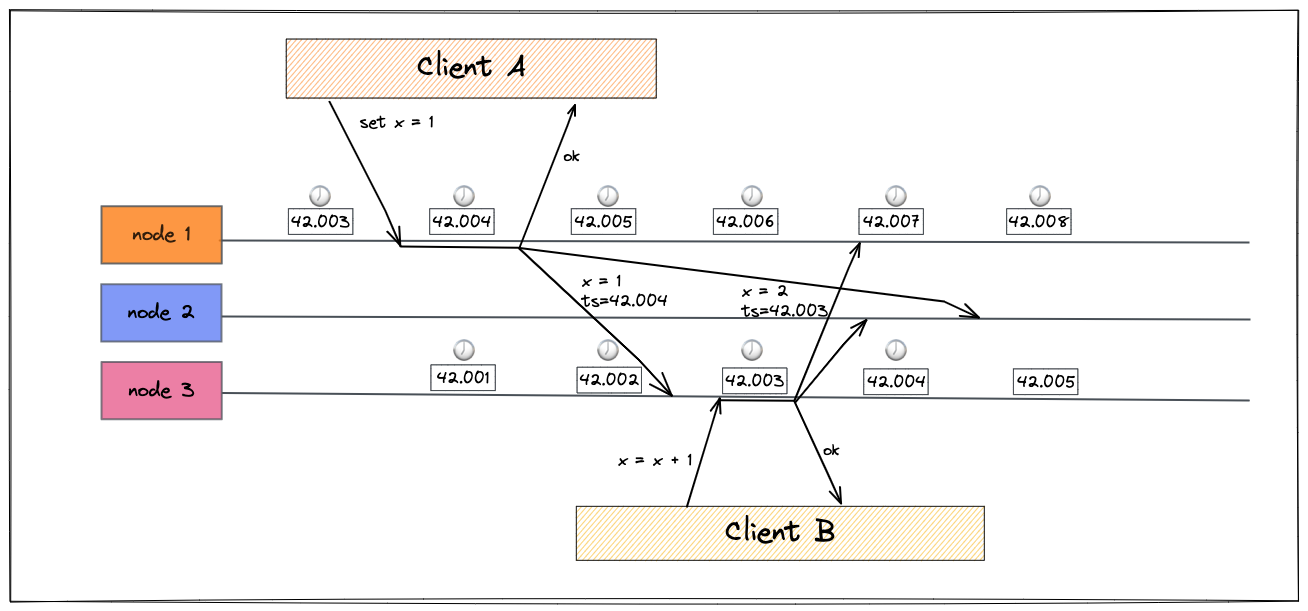 Client A
set x = 1
ok
42.003
42.004
42.005
42.006
42.007
42.008
node 1
x = 1
ts=42.004
x = 2
ts=42.003
node 2
42.001
42.002
42.003
42.004
42.005
node 3
x = x + 1
ok
Client B